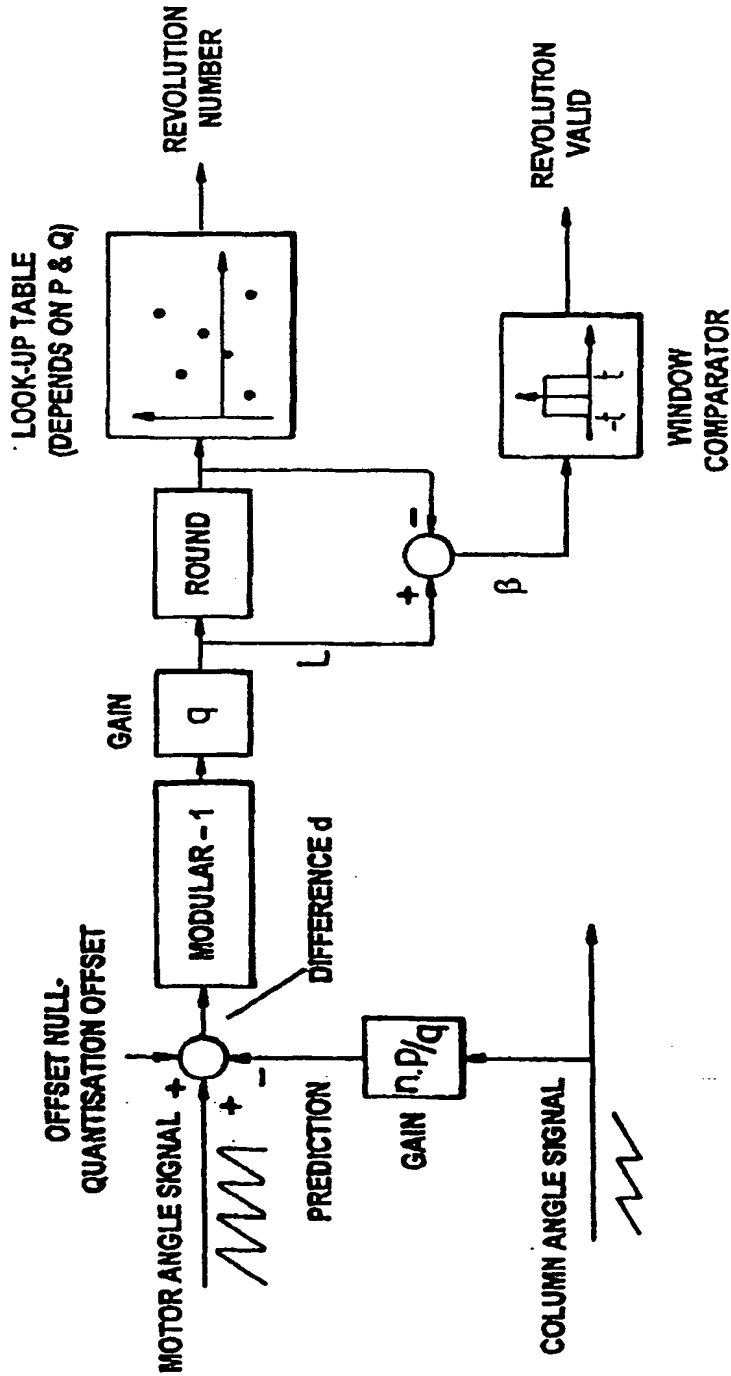 OFFSET NULL-
QUANTISATION OFFSET
MOTOR ANGLE SIGNAL
+
+
-
DIFFERENCE d
MODULAR-1
GAIN
q
ROUND
LOOK-UP TABLE
(DEPENDS ON P & Q)
REVOLUTION
NUMBER
L
+
-
β
-t
t
WINDOW
COMPARATOR
REVOLUTION
VALID
PREDICTION
GAIN
n.p/q
COLUMN ANGLE SIGNAL